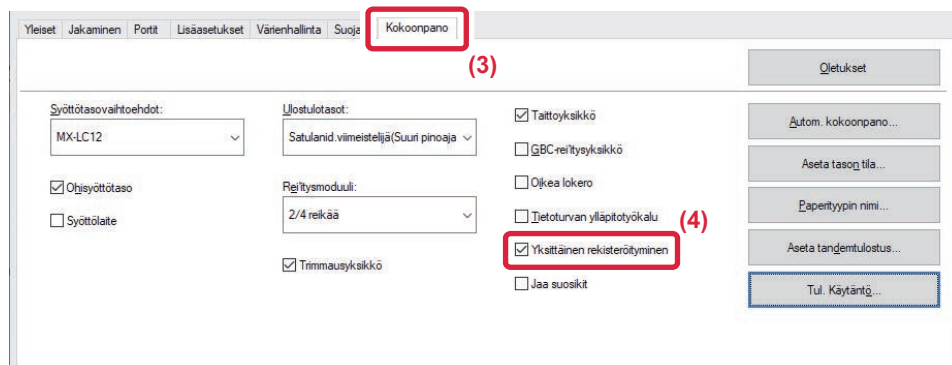 Yleiset Jakaminen Portit Lisäasetukset Värienhallinta Suoja Kokoonpano
(3)
Oletukset
Syöttötasovaihtoehdot:
MX-LC12
Ohisyöttötaso
Syöttölaite
Ulostulotasot:
Satulanid.viimeistelijä(Suuri pinoaja
Rei'itysmoduuli:
2/4 reikää
Trimmausyksikkö
Taittoyksikkö
GBC-rei'itysyksikkö
Oikea lokero
Tietoturvan ylläpitotyökalu
(4)
Yksittäinen rekisteröityminen
Jaa suosikit
Autom. kokoonpano...
Aseta tason tila...
Paperityypin nimi...
Aseta tandemtulostus...
Tul. Käytäntö...